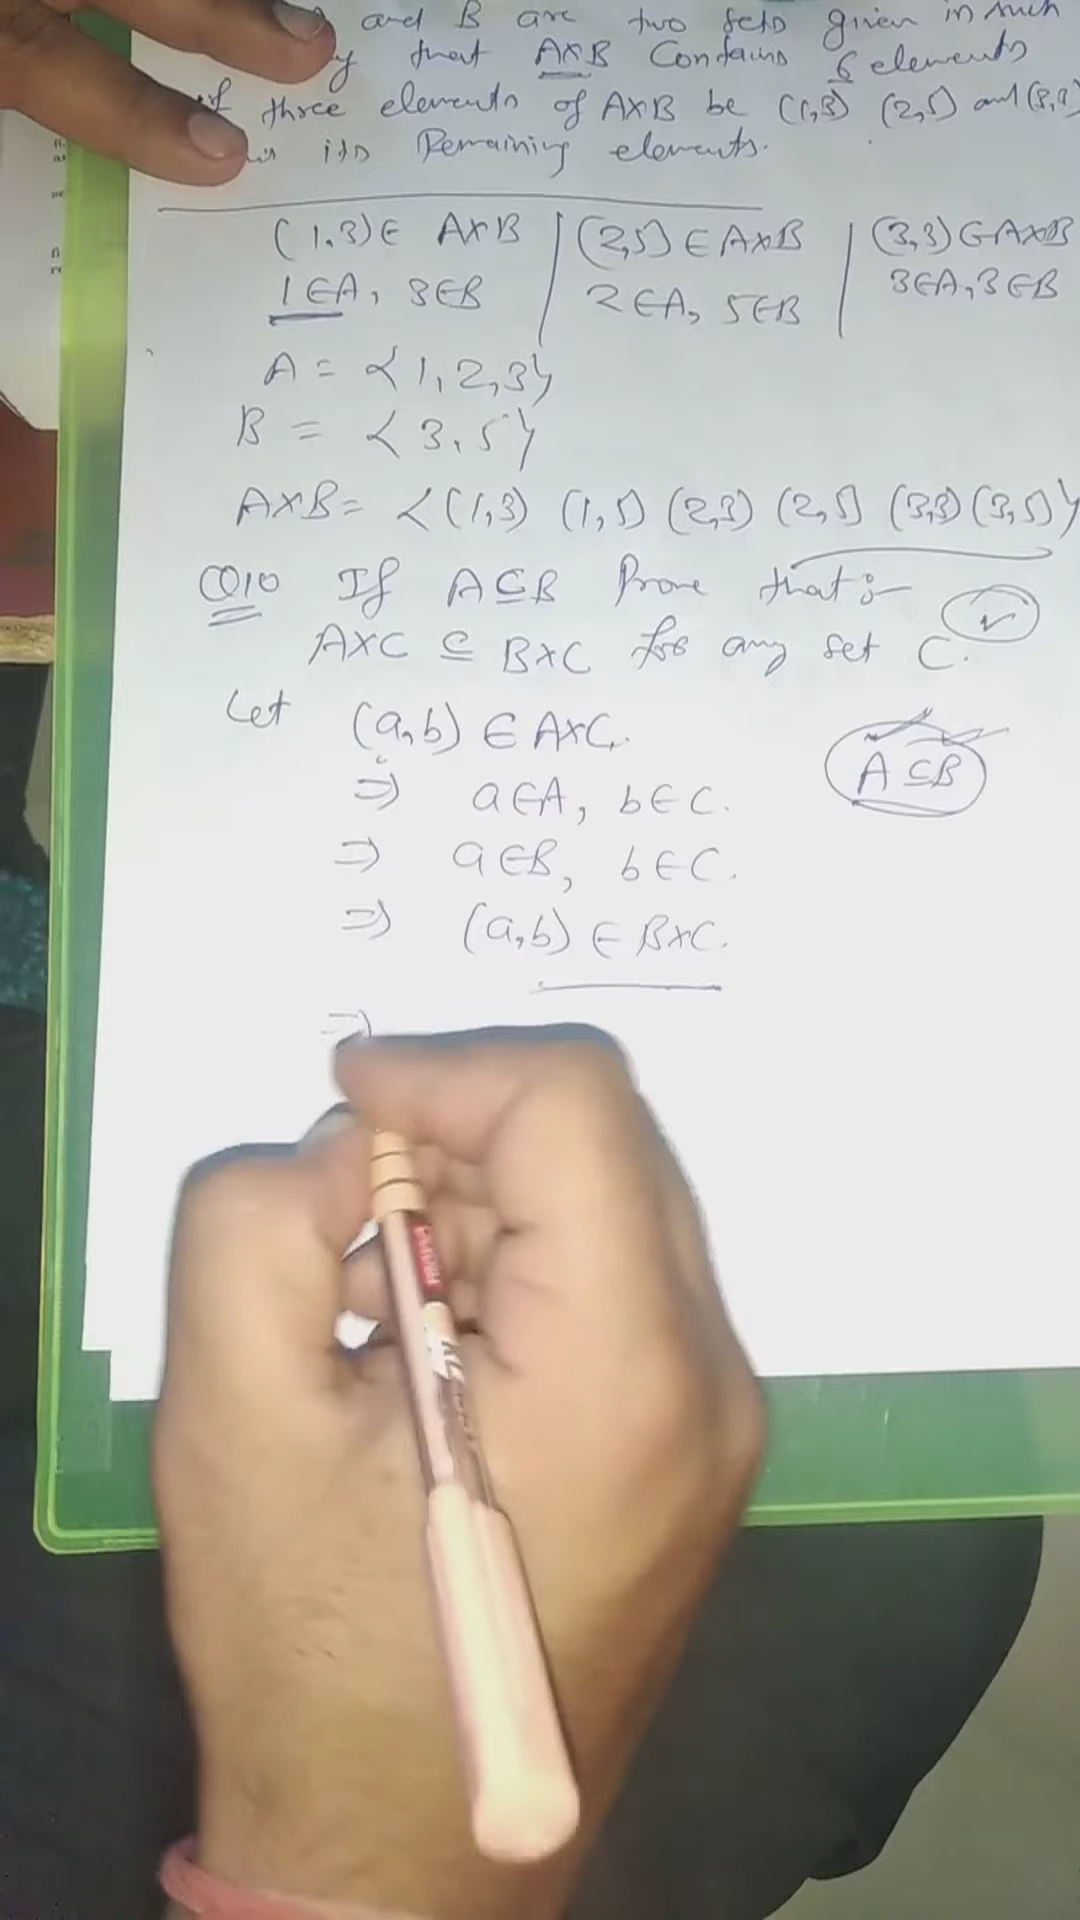 and B are two sets given in such
that A×B Contains 6 elements
if three elements of A×B be (1,3) (2,5) and (3,3)
its Remaining elements.
(1,3) ∈ A×B | (2,5) ∈ A×B | (3,3) ∈ A×B
1 ∈ A, 3 ∈ B | 2 ∈ A, 5 ∈ B | 3 ∈ A, 3 ∈ B
A = {1, 2, 3}
B = {3, 5}
A×B = {(1,3) (1,5) (2,3) (2,5) (3,3) (3,5)}
Q10 If A ⊆ B Prove that :-
A×C ⊆ B×C for any set C.
Let (a,b) ∈ A×C.
⇒ a ∈ A, b ∈ C.
A ⊆ B
⇒ a ∈ B, b ∈ C.
⇒ (a,b) ∈ B×C.
⇒